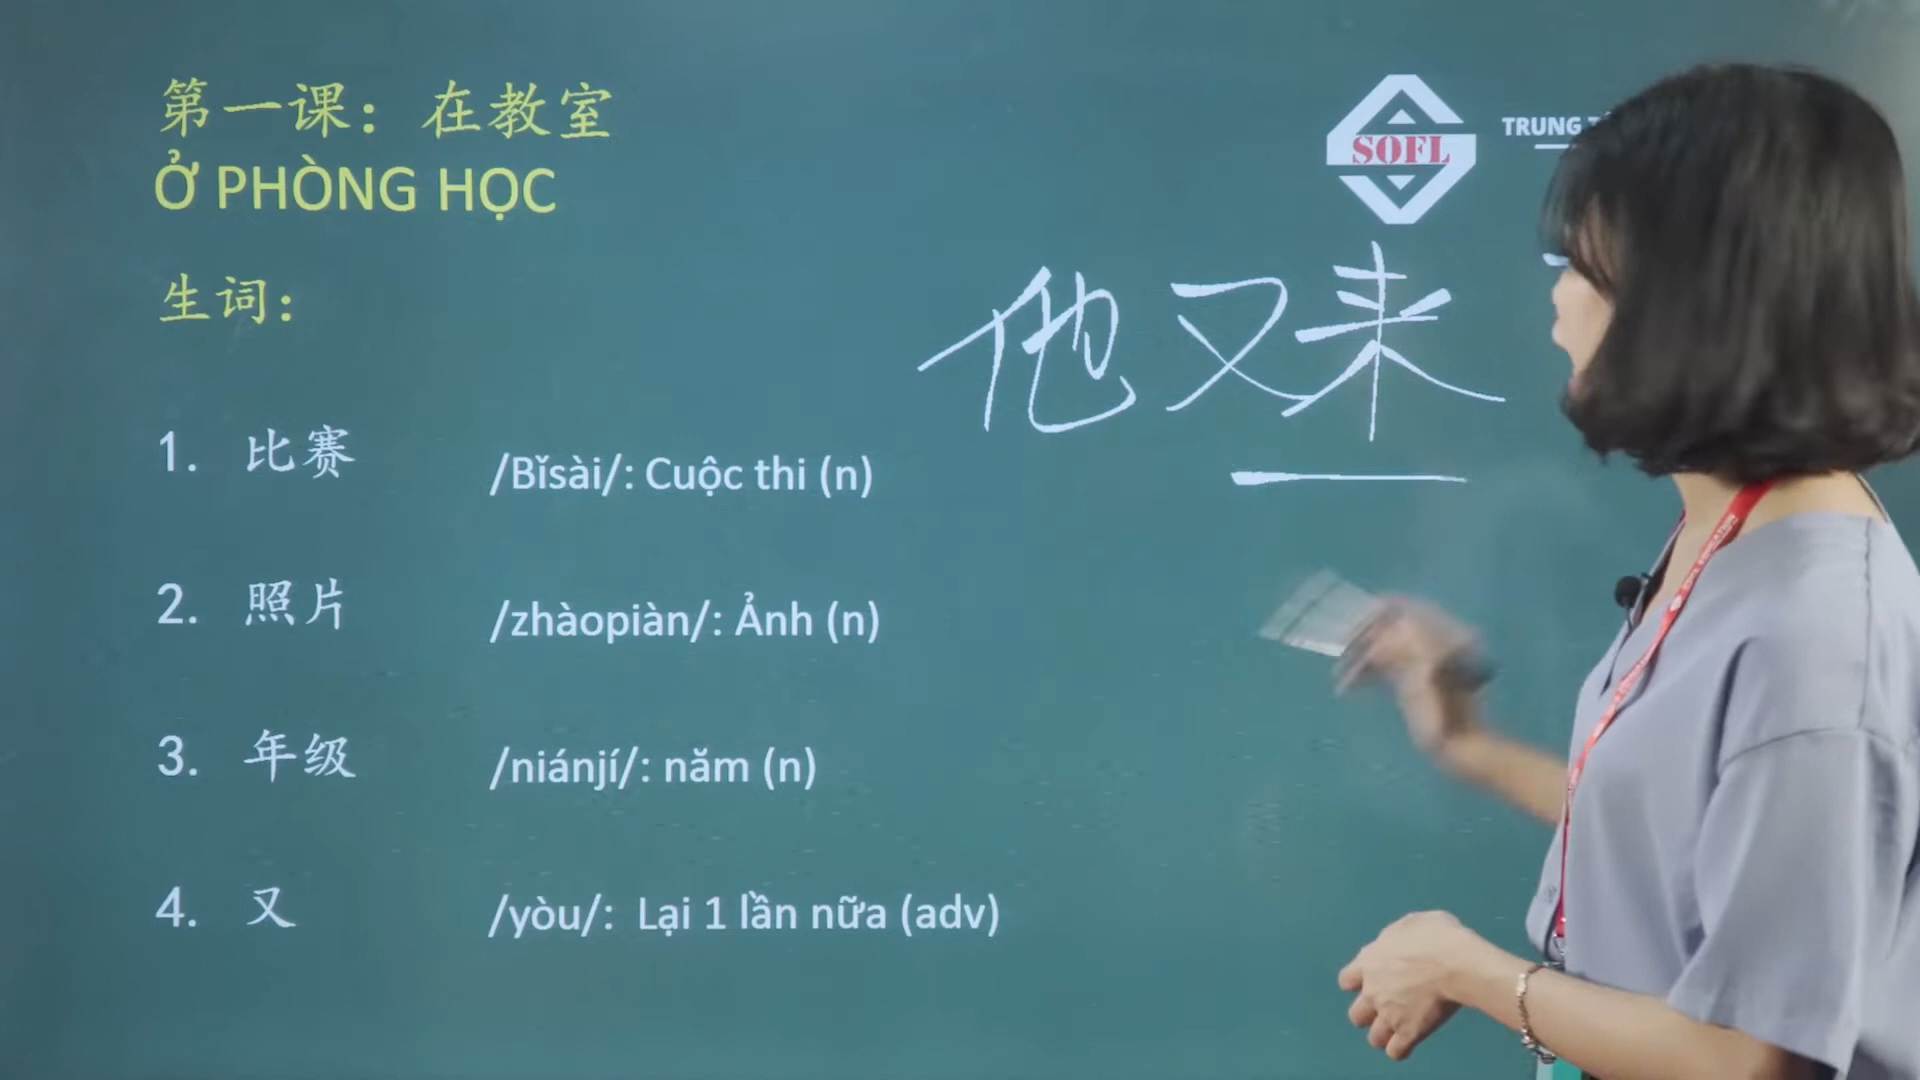 第一课：在教室
Ở PHÒNG HỌC
SOFL
TRUNG
生词：
他又来
1. 比赛 /Bǐsài/: Cuộc thi (n)
2. 照片 /zhàopiàn/: Ảnh (n)
3. 年级 /niánjí/: năm (n)
4. 又 /yòu/: Lại 1 lần nữa (adv)